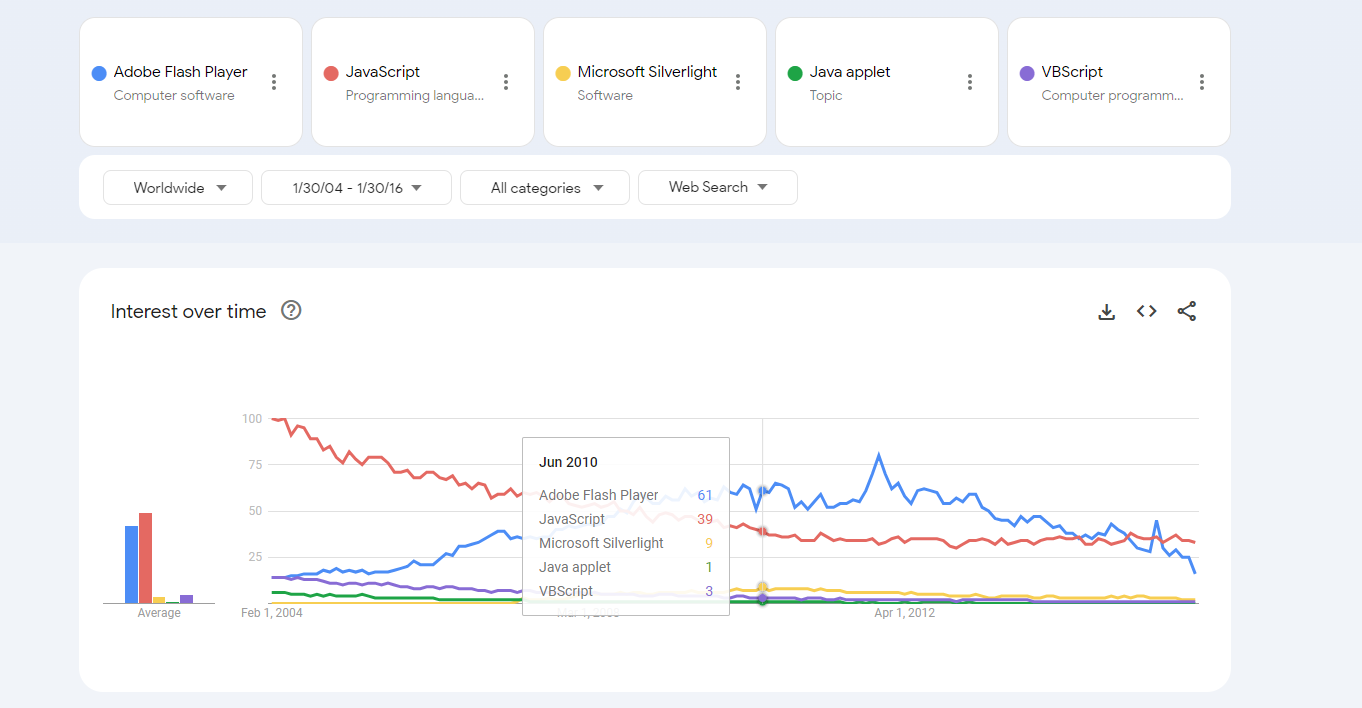 Adobe Flash Player
Computer software
JavaScript
Programming langua...
Microsoft Silverlight
Software
Java applet
Topic
VBScript
Computer programm...
Worldwide
1/30/04 - 1/30/16
All categories
Web Search
Interest over time
100
75
50
25
Average
Jun 2010
Adobe Flash Player 61
JavaScript 39
Microsoft Silverlight 9
Java applet 1
VBScript 3
Feb 1, 2004
Apr 1, 2012